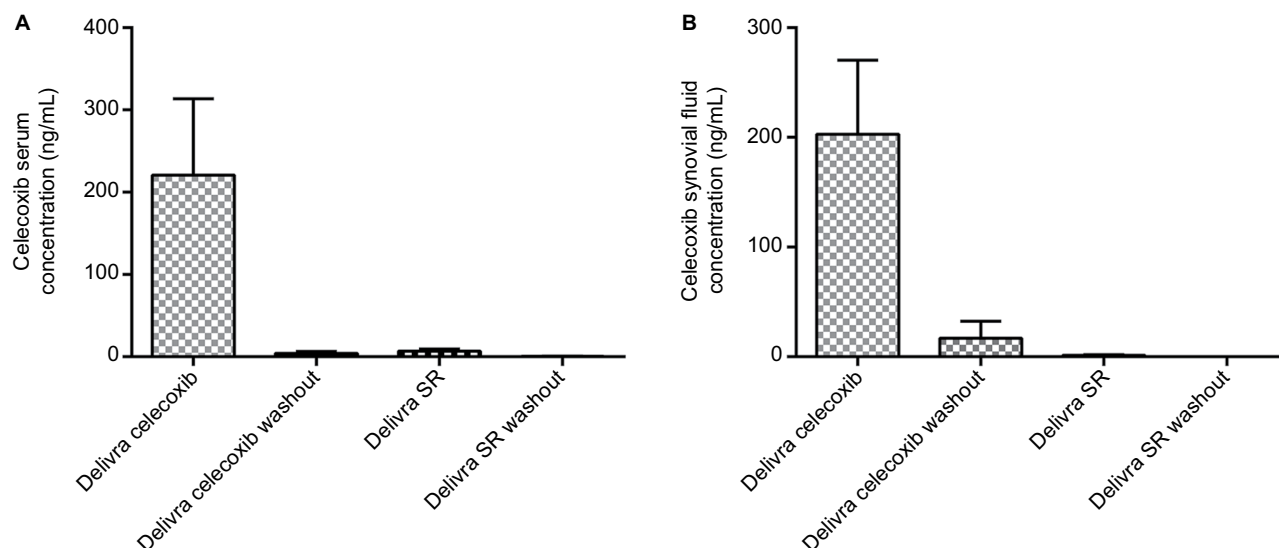 A
Celecoxib serum
concentration (ng/mL)
400
300
200
100
0
Delivra celecoxib
Delivra celecoxib washout
Delivra SR
Delivra SR washout
B
Celecoxib synovial fluid
concentration (ng/mL)
300
200
100
0
Delivra celecoxib
Delivra celecoxib washout
Delivra SR
Delivra SR washout